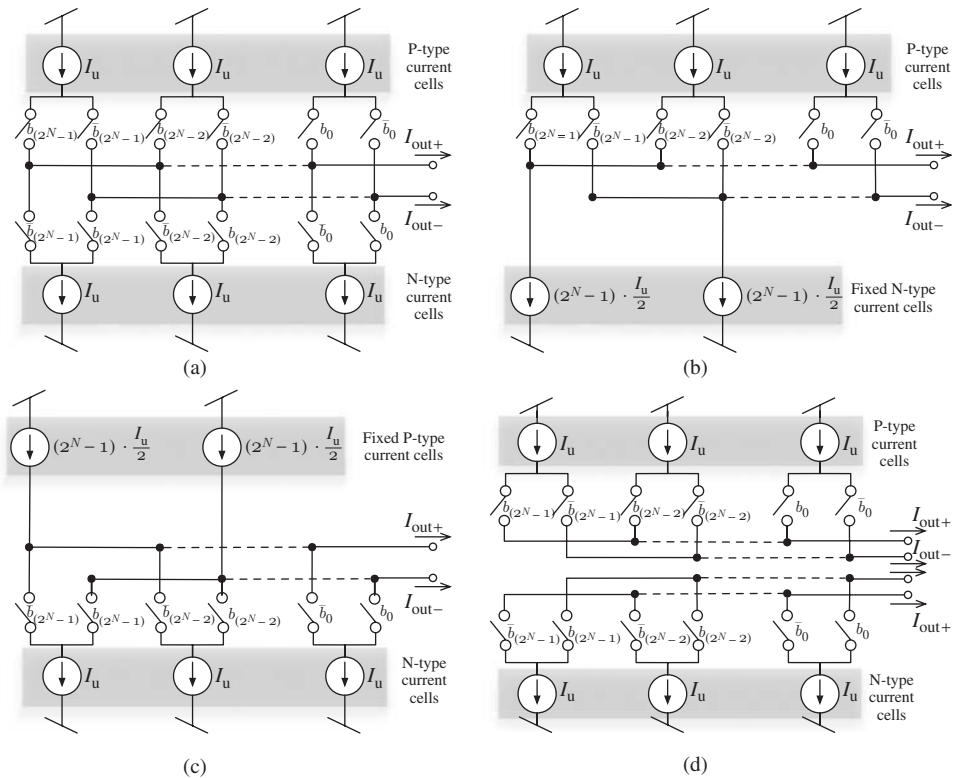 I_u I_u I_u
P-type
current
cells
b_(2^N−1) b̄_(2^N−1) b_(2^N−2) b̄_(2^N−2) b_0 b̄_0
I_out+
I_out−
b̄_(2^N−1) b_(2^N−1) b̄_(2^N−2) b_(2^N−2) b̄_0 b_0
I_u I_u I_u
N-type
current
cells
(a)
I_u I_u I_u
P-type
current
cells
b_(2^N=1) b̄_(2^N−1) b_(2^N−2) b̄_(2^N−2) b_0 b̄_0
I_out+
I_out−
(2^N−1) · I_u/2 (2^N−1) · I_u/2
Fixed N-type
current cells
(b)
(2^N−1) · I_u/2 (2^N−1) · I_u/2
Fixed P-type
current cells
I_out+
I_out−
b̄_(2^N−1) b_(2^N−1) b̄_(2^N−2) b_(2^N−2) b̄_0 b_0
I_u I_u I_u
N-type
current
cells
(c)
I_u I_u I_u
P-type
current
cells
b_(2^N−1) b̄_(2^N−1) b_(2^N−2) b̄_(2^N−2) b_0 b̄_0
I_out+
I_out−
I_out+
b̄_(2^N−1) b_(2^N−1) b̄_(2^N−2) b_(2^N−2) b̄_0 b_0
I_u I_u I_u
N-type
current
cells
(d)